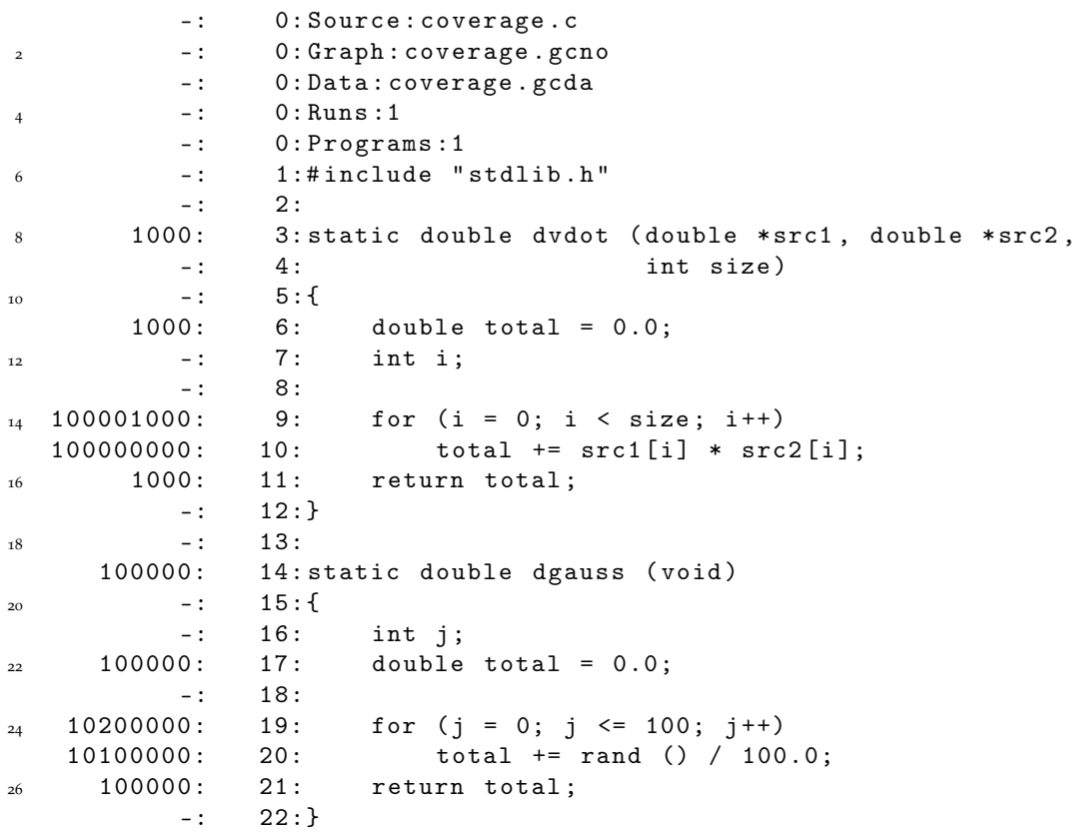 -: 0:Source:coverage.c
2 -: 0:Graph:coverage.gcno
-: 0:Data:coverage.gcda
4 -: 0:Runs:1
-: 0:Programs:1
6 -: 1:#include "stdlib.h"
-: 2:
8 1000: 3:static double dvdot (double *src1, double *src2,
-: 4: int size)
10 -: 5:{
1000: 6: double total = 0.0;
12 -: 7: int i;
-: 8:
14 100001000: 9: for (i = 0; i < size; i++)
100000000: 10: total += src1[i] * src2[i];
16 1000: 11: return total;
-: 12:}
18 -: 13:
100000: 14:static double dgauss (void)
20 -: 15:{
-: 16: int j;
22 100000: 17: double total = 0.0;
-: 18:
24 10200000: 19: for (j = 0; j <= 100; j++)
10100000: 20: total += rand () / 100.0;
26 100000: 21: return total;
-: 22:}